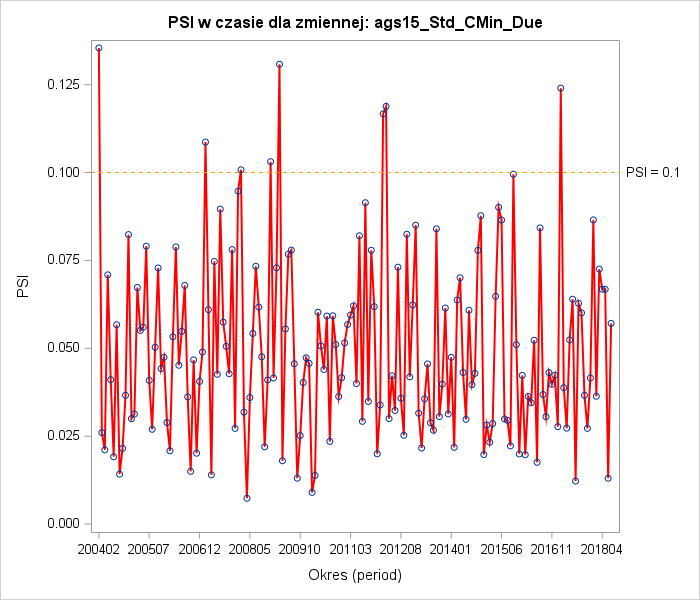 PSI w czasie dla zmiennej: ags15_Std_CMin_Due
0.125
0.100
0.075
0.050
0.025
0.000
PSI
PSI = 0.1
200402 200507 200612 200805 200910 201103 201208 201401 201506 201611 201804
Okres (period)